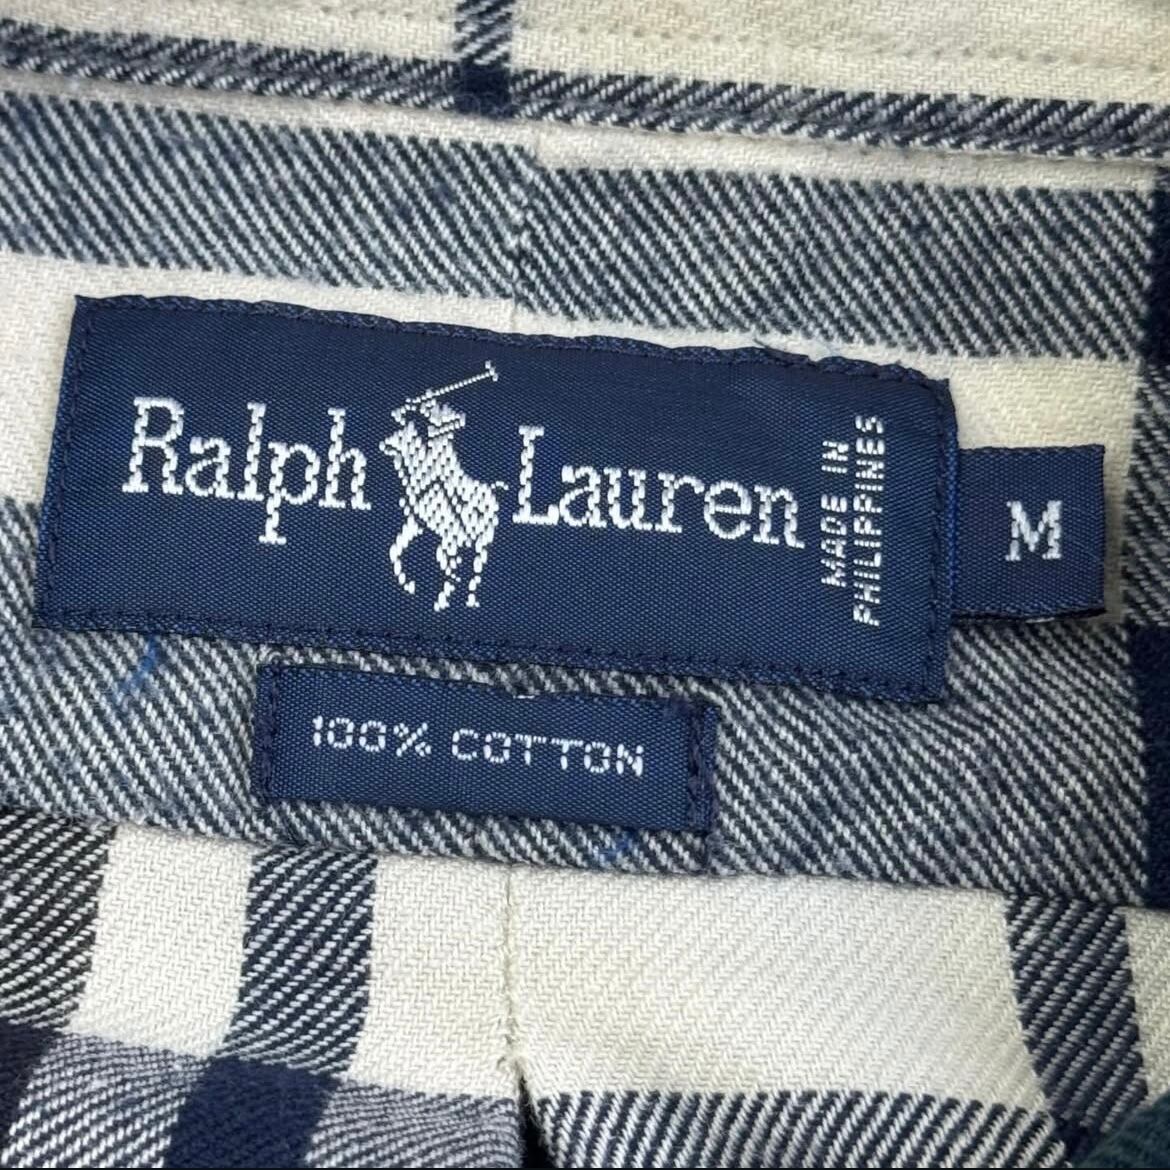 Ralph Lauren
MADE IN
PHILIPPINES
M
100% COTTON